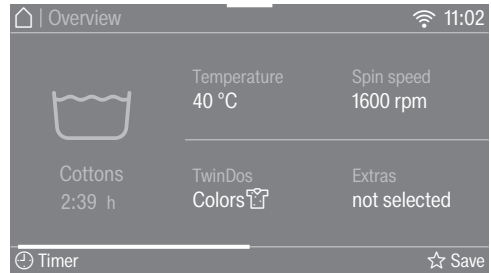 | Overview
11:02
Temperature
40 °C
Spin speed
1600 rpm
Cottons
2:39 h
TwinDos
Colors
Extras
not selected
Timer
Save